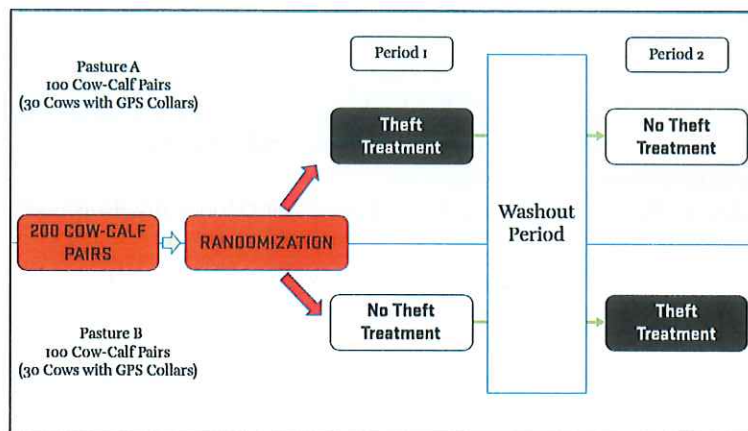 Pasture A
100 Cow-Calf Pairs
(30 Cows with GPS Collars)
Period 1
Period 2
Theft
Treatment
No Theft
Treatment
200 COW-CALF
PAIRS
RANDOMIZATION
Washout
Period
Pasture B
100 Cow-Calf Pairs
(30 Cows with GPS Collars)
No Theft
Treatment
Theft
Treatment